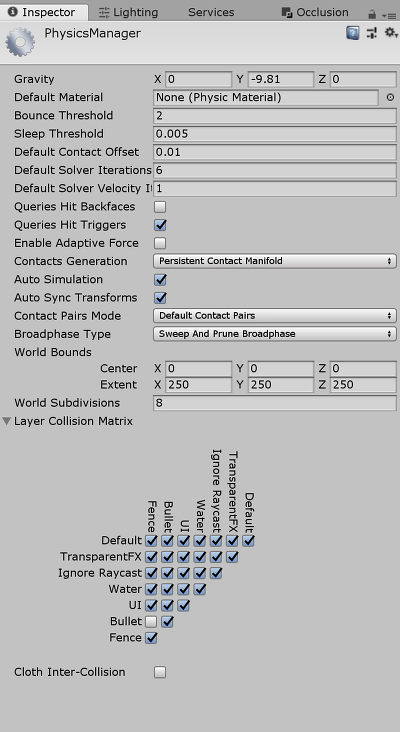 Inspector Lighting Services Occlusion
PhysicsManager
Gravity X 0 Y -9.81 Z 0
Default Material None (Physic Material)
Bounce Threshold 2
Sleep Threshold 0.005
Default Contact Offset 0.01
Default Solver Iterations 6
Default Solver Velocity It 1
Queries Hit Backfaces
Queries Hit Triggers
Enable Adaptive Force
Contacts Generation Persistent Contact Manifold
Auto Simulation
Auto Sync Transforms
Contact Pairs Mode Default Contact Pairs
Broadphase Type Sweep And Prune Broadphase
World Bounds
Center X 0 Y 0 Z 0
Extent X 250 Y 250 Z 250
World Subdivisions 8
Layer Collision Matrix
Fence
Bullet
UI
Water
Ignore Raycast
TransparentFX
Default
Default
TransparentFX
Ignore Raycast
Water
UI
Bullet
Fence
Cloth Inter-Collision